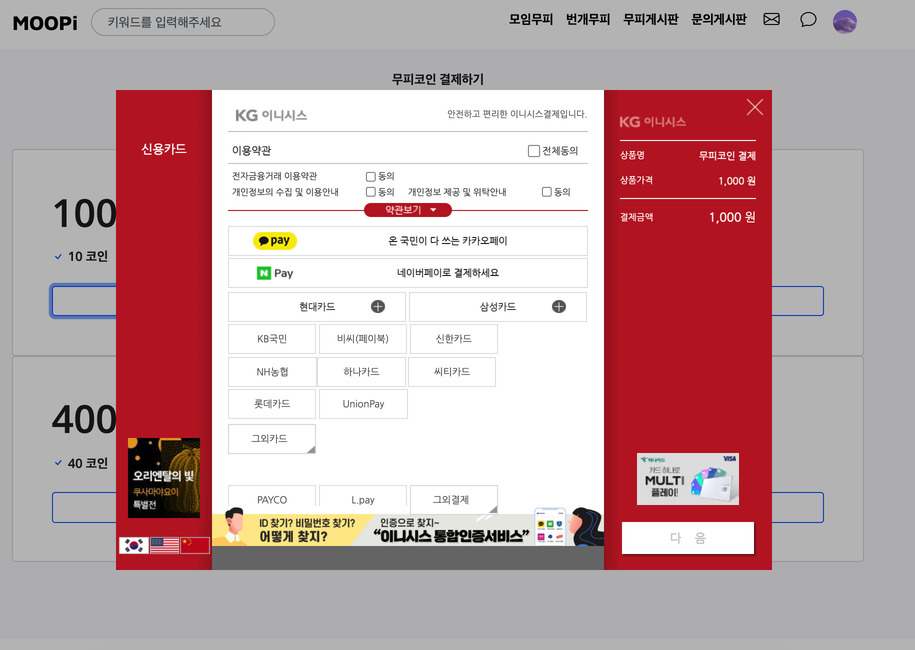 MOOPi 키워드를 입력해주세요 모임무피 번개무피 무피게시판 문의게시판
무피코인 결제하기
100
10 코인
400
40 코인
신용카드
오리엔탈의 빛
쿠사마야요이
특별전
KG 이니시스 안전하고 편리한 이니시스결제입니다.
이용약관 전체동의
전자금융거래 이용약관 동의
개인정보의 수집 및 이용안내 동의 개인정보 제공 및 위탁안내 동의
약관보기
pay 온 국민이 다 쓰는 카카오페이
N Pay 네이버페이로 결제하세요
현대카드 삼성카드
KB국민 비씨(페이북) 신한카드
NH농협 하나카드 씨티카드
롯데카드 UnionPay
그외카드
PAYCO L.pay 그외결제
ID 찾기? 비밀번호 찾기? 인증으로 찾지~
어떻게 찾지? “이니시스 통합인증서비스”
KG 이니시스
상품명 무피코인 결제
상품가격 1,000 원
결제금액 1,000 원
VISA
카드 하나로
MULTI
플레이!
다 음